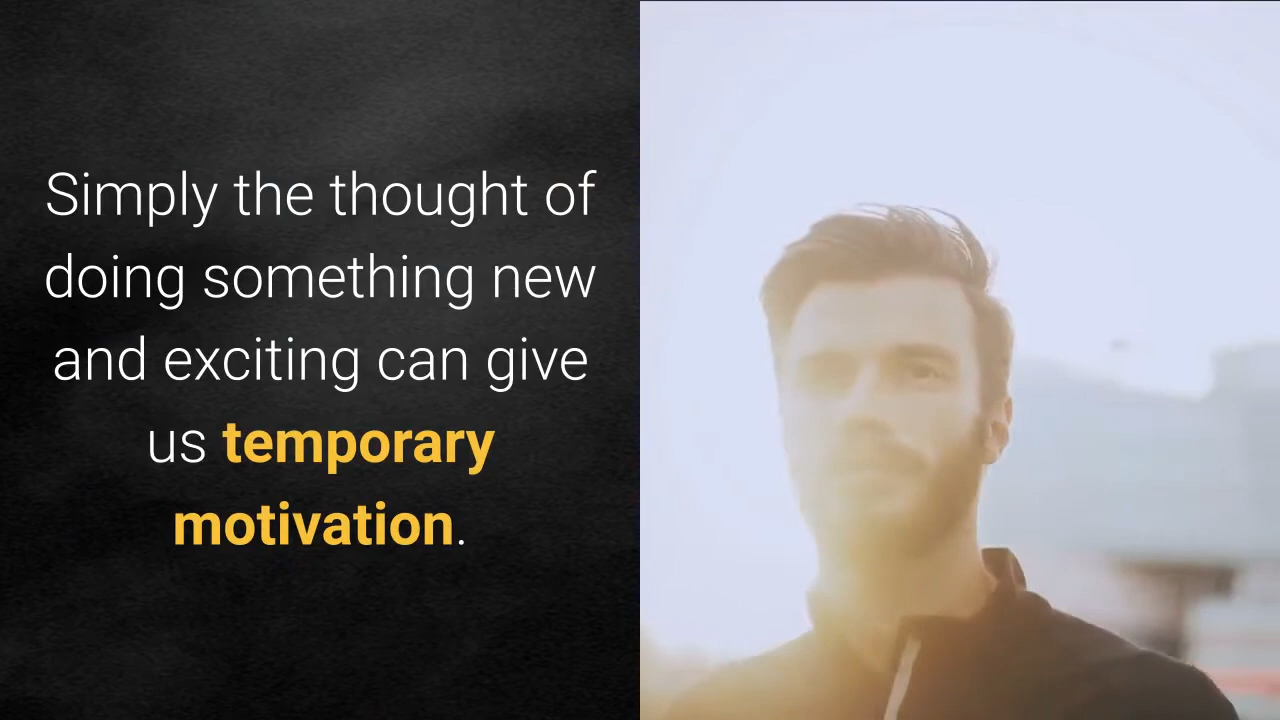 Simply the thought of
doing something new
and exciting can give
us temporary
motivation.